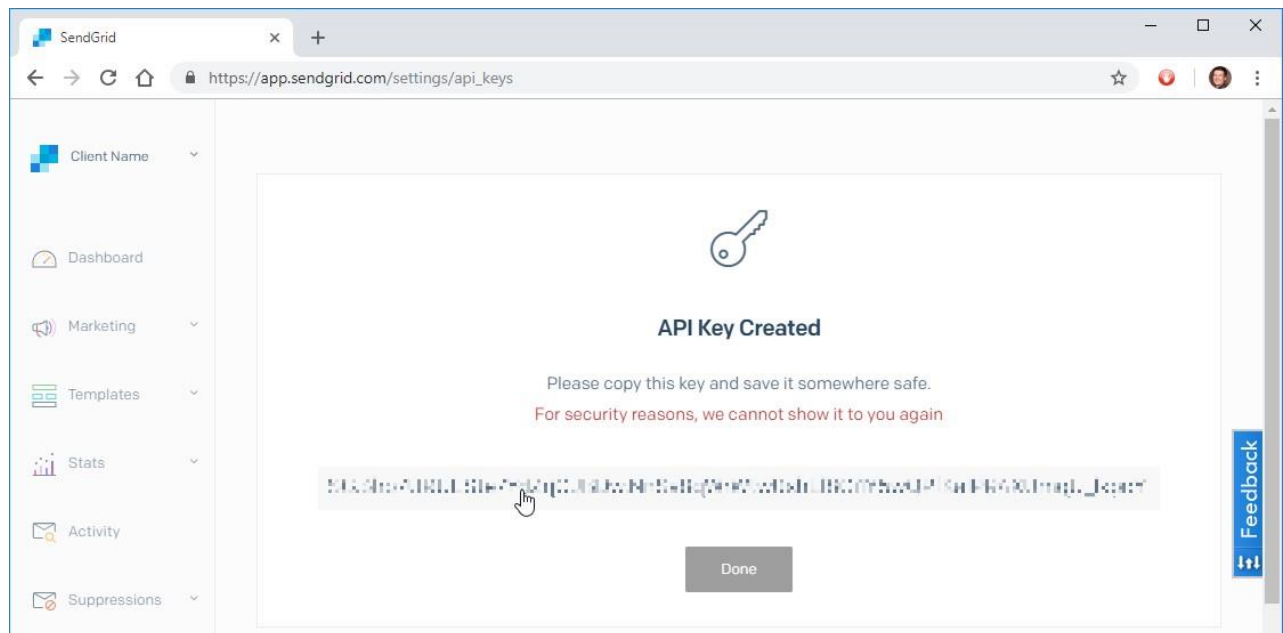 SendGrid
https://app.sendgrid.com/settings/api_keys
Client Name
Dashboard
Marketing
Templates
Stats
Activity
Suppressions
API Key Created
Please copy this key and save it somewhere safe.
For security reasons, we cannot show it to you again
Done
Feedback